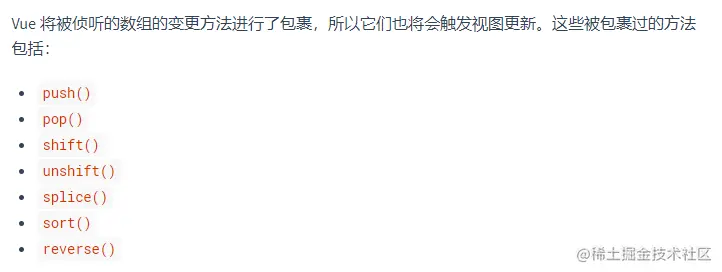 Vue 将被侦听的数组的变更方法进行了包裹，所以它们也将会触发视图更新。这些被包裹过的方法
包括：
push()
pop()
shift()
unshift()
splice()
sort()
reverse()
@稀土掘金技术社区